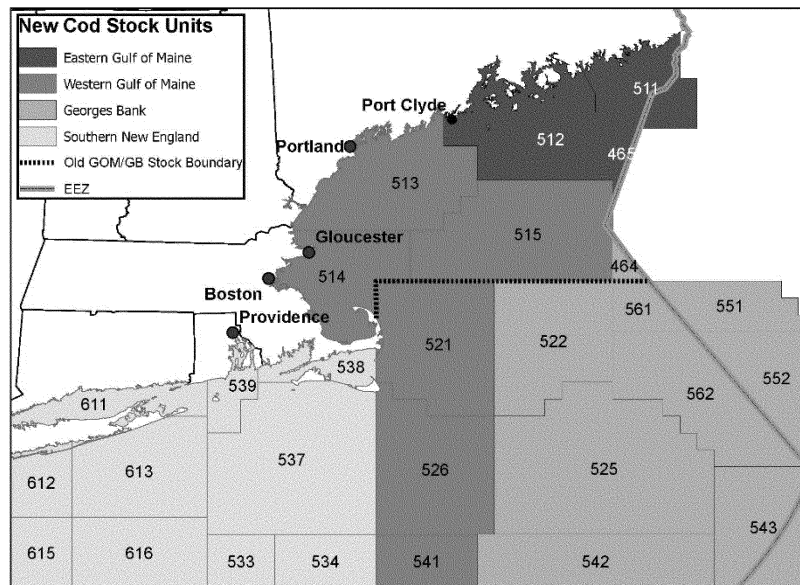 New Cod Stock Units
Eastern Gulf of Maine
Western Gulf of Maine
Georges Bank
Southern New England
Old GOM/GB Stock Boundary
EEZ
Port Clyde
511
512
465
Portland
513
515
Gloucester
464
514
Boston
Providence
561
551
521
522
538
552
539
562
611
537
526
525
613
612
543
615
616
533
534
541
542